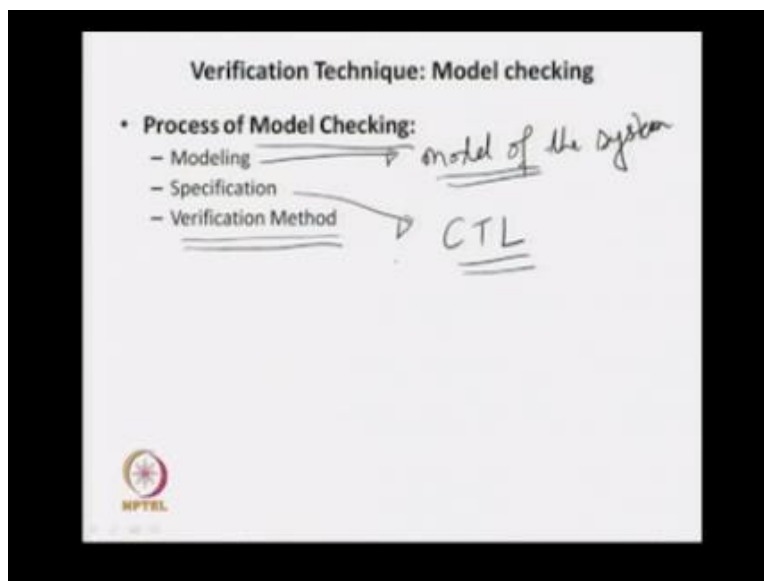 Verification Technique: Model checking
• Process of Model Checking:
– Modeling model of the system
– Specification
– Verification Method CTL
NPTEL